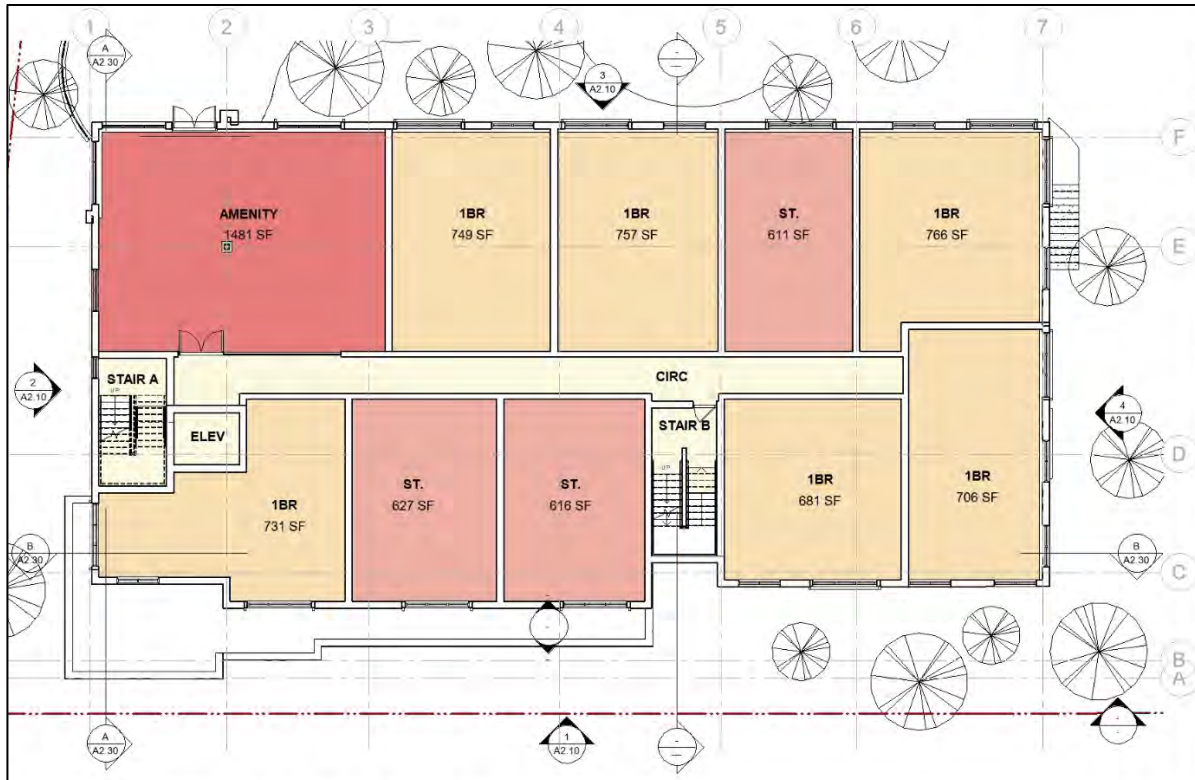 1 2 3 4 5 6 7
A
A2.30
-
-
3
A2.10
F
AMENITY
1481 SF
1BR
749 SF
1BR
757 SF
ST.
611 SF
1BR
766 SF
E
STAIR A
UP
CIRC
2
A2.10
ELEV
STAIR B
UP
4
A2.10
D
1BR
731 SF
ST.
627 SF
ST.
616 SF
1BR
681 SF
1BR
706 SF
B
A2.30
B
A2.30
C
-
-
B
A
A
A2.30
1
A2.10
-
-
-
-